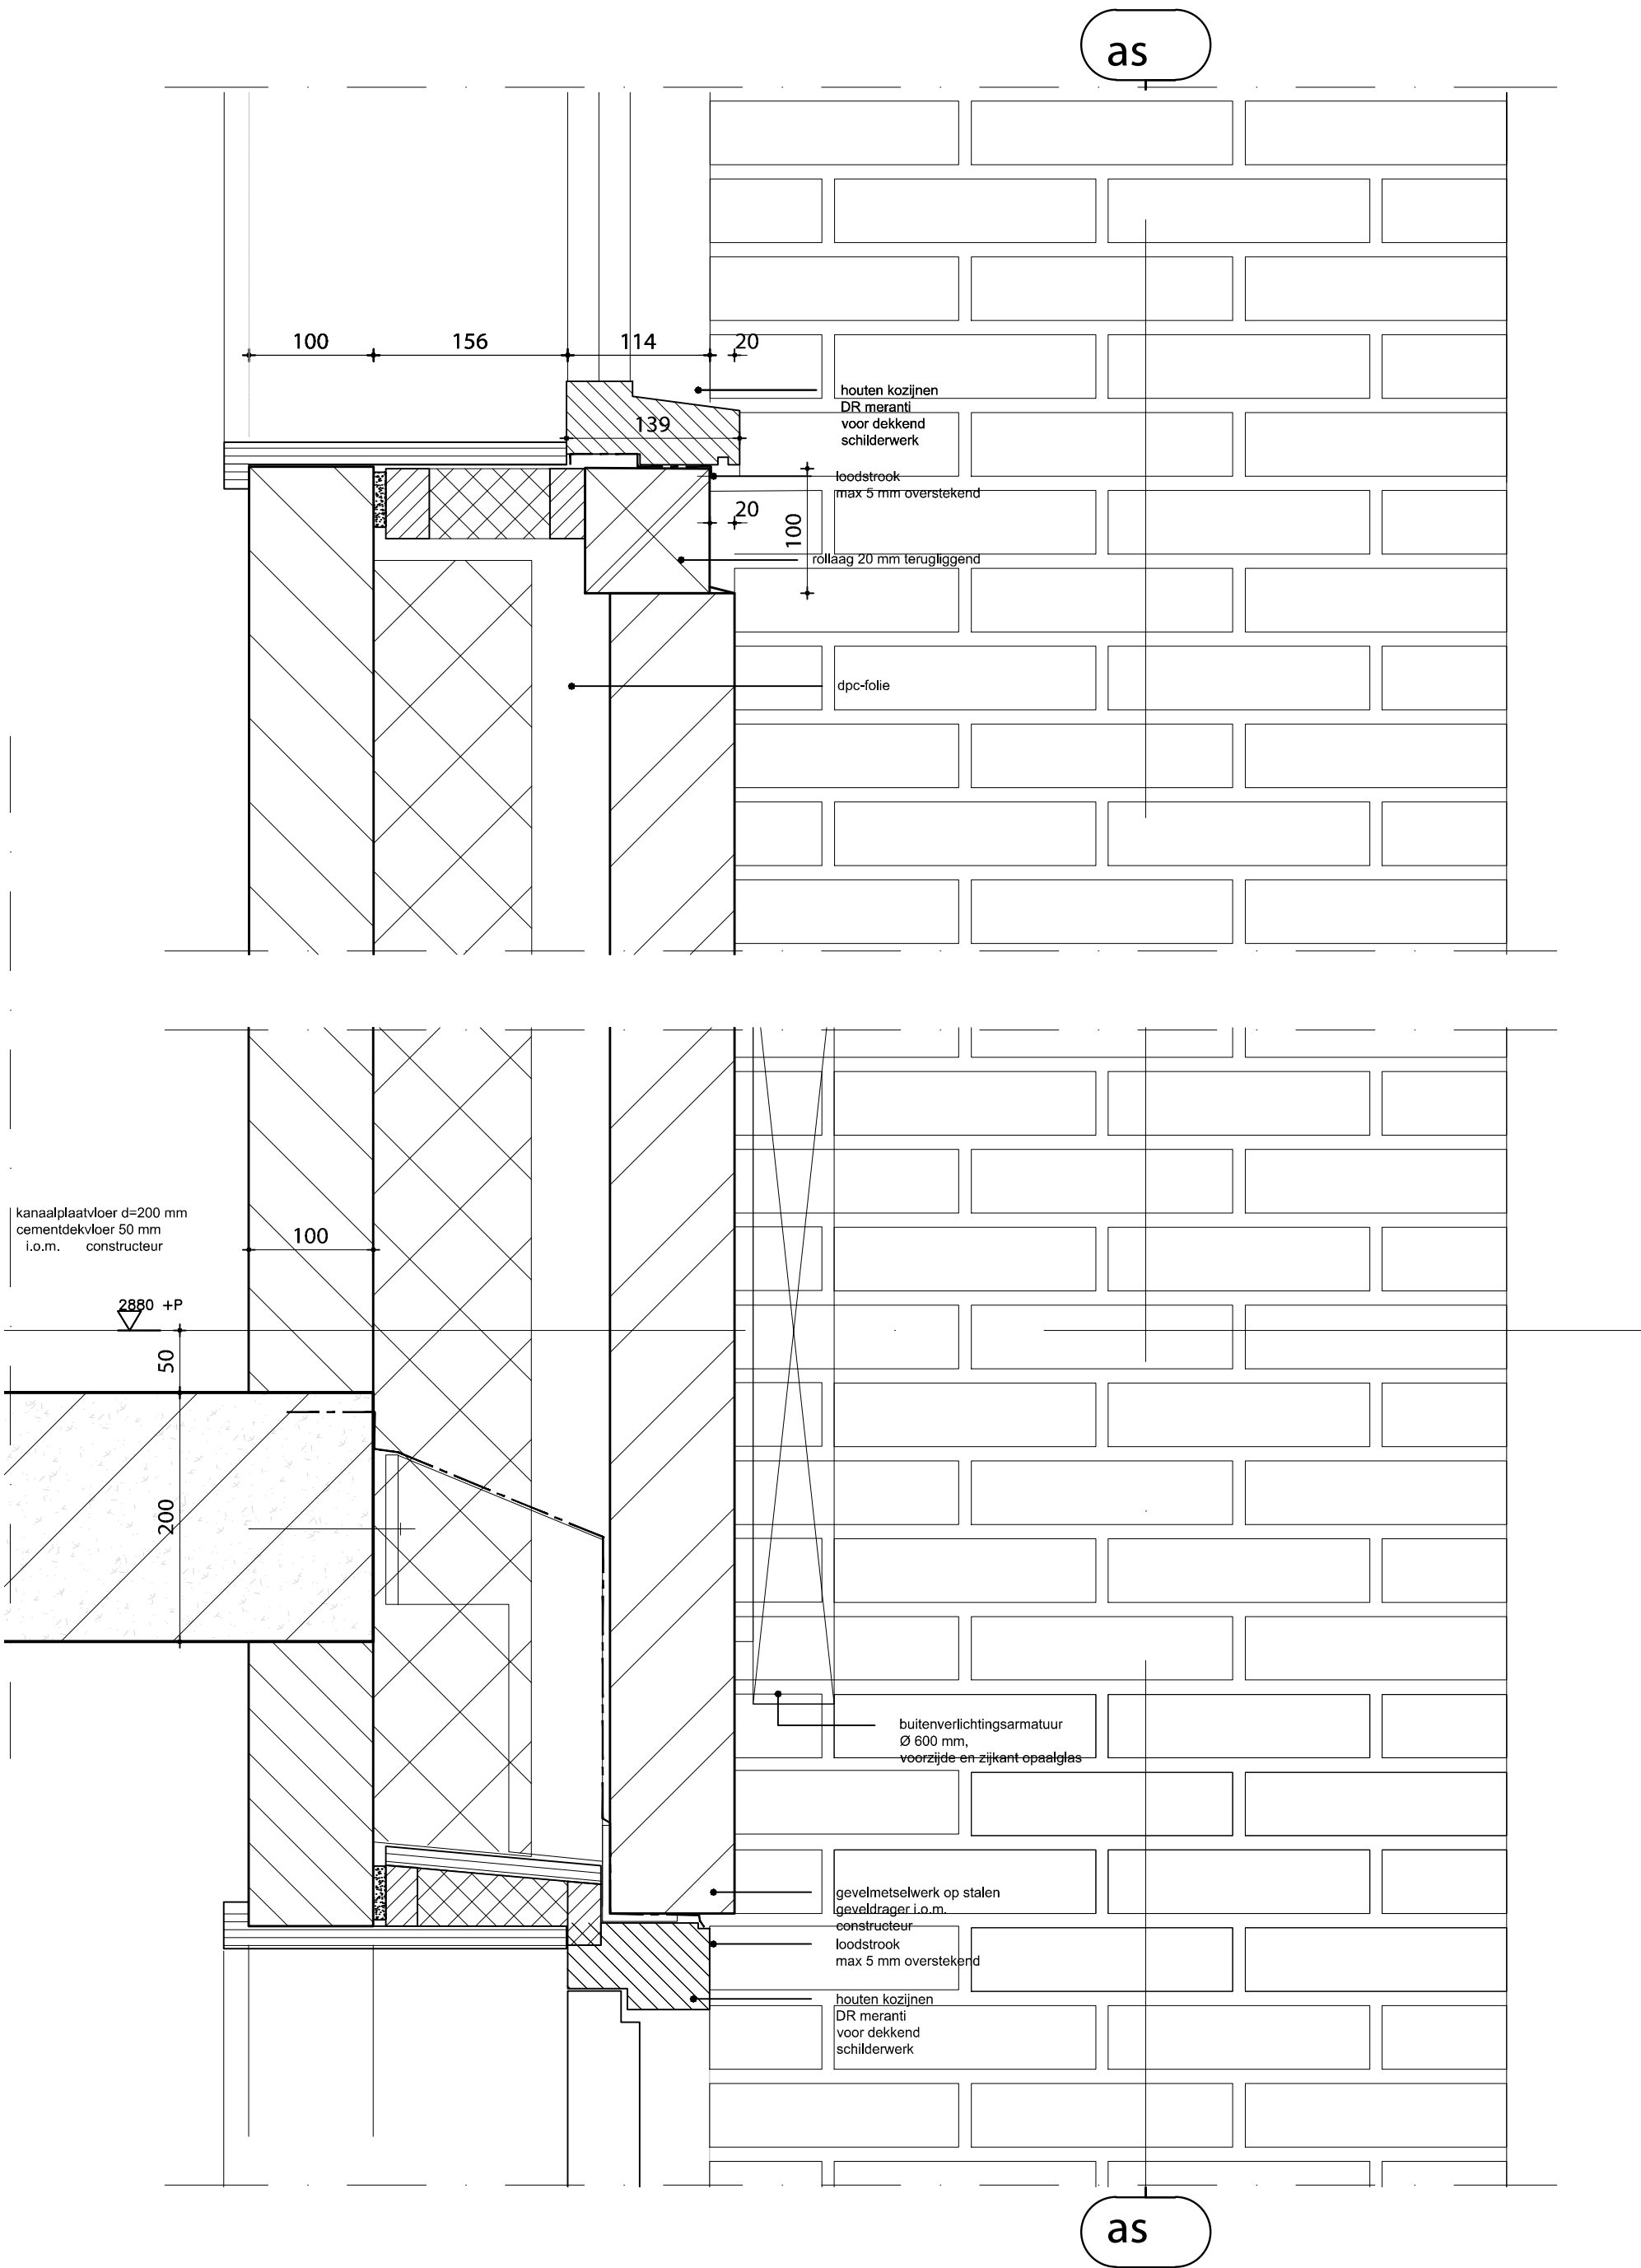 as
100
156
114
20
houten kozijnen
DR meranti
voor dekkend
schilderwerk
139
loodstrook
max 5 mm overstekend
20
100
rollaag 20 mm terugliggend
dpc-folie
kanaalplaatvloer d=200 mm
cementdekvloer 50 mm
i.o.m. constructeur
100
2880 +P
50
200
buitenverlichtingsarmatuur
Ø 600 mm,
voorzijde en zijkant opaalglas
gevelmetselwerk op stalen
geveldrager i.o.m.
constructeur
loodstrook
max 5 mm overstekend
houten kozijnen
DR meranti
voor dekkend
schilderwerk
as